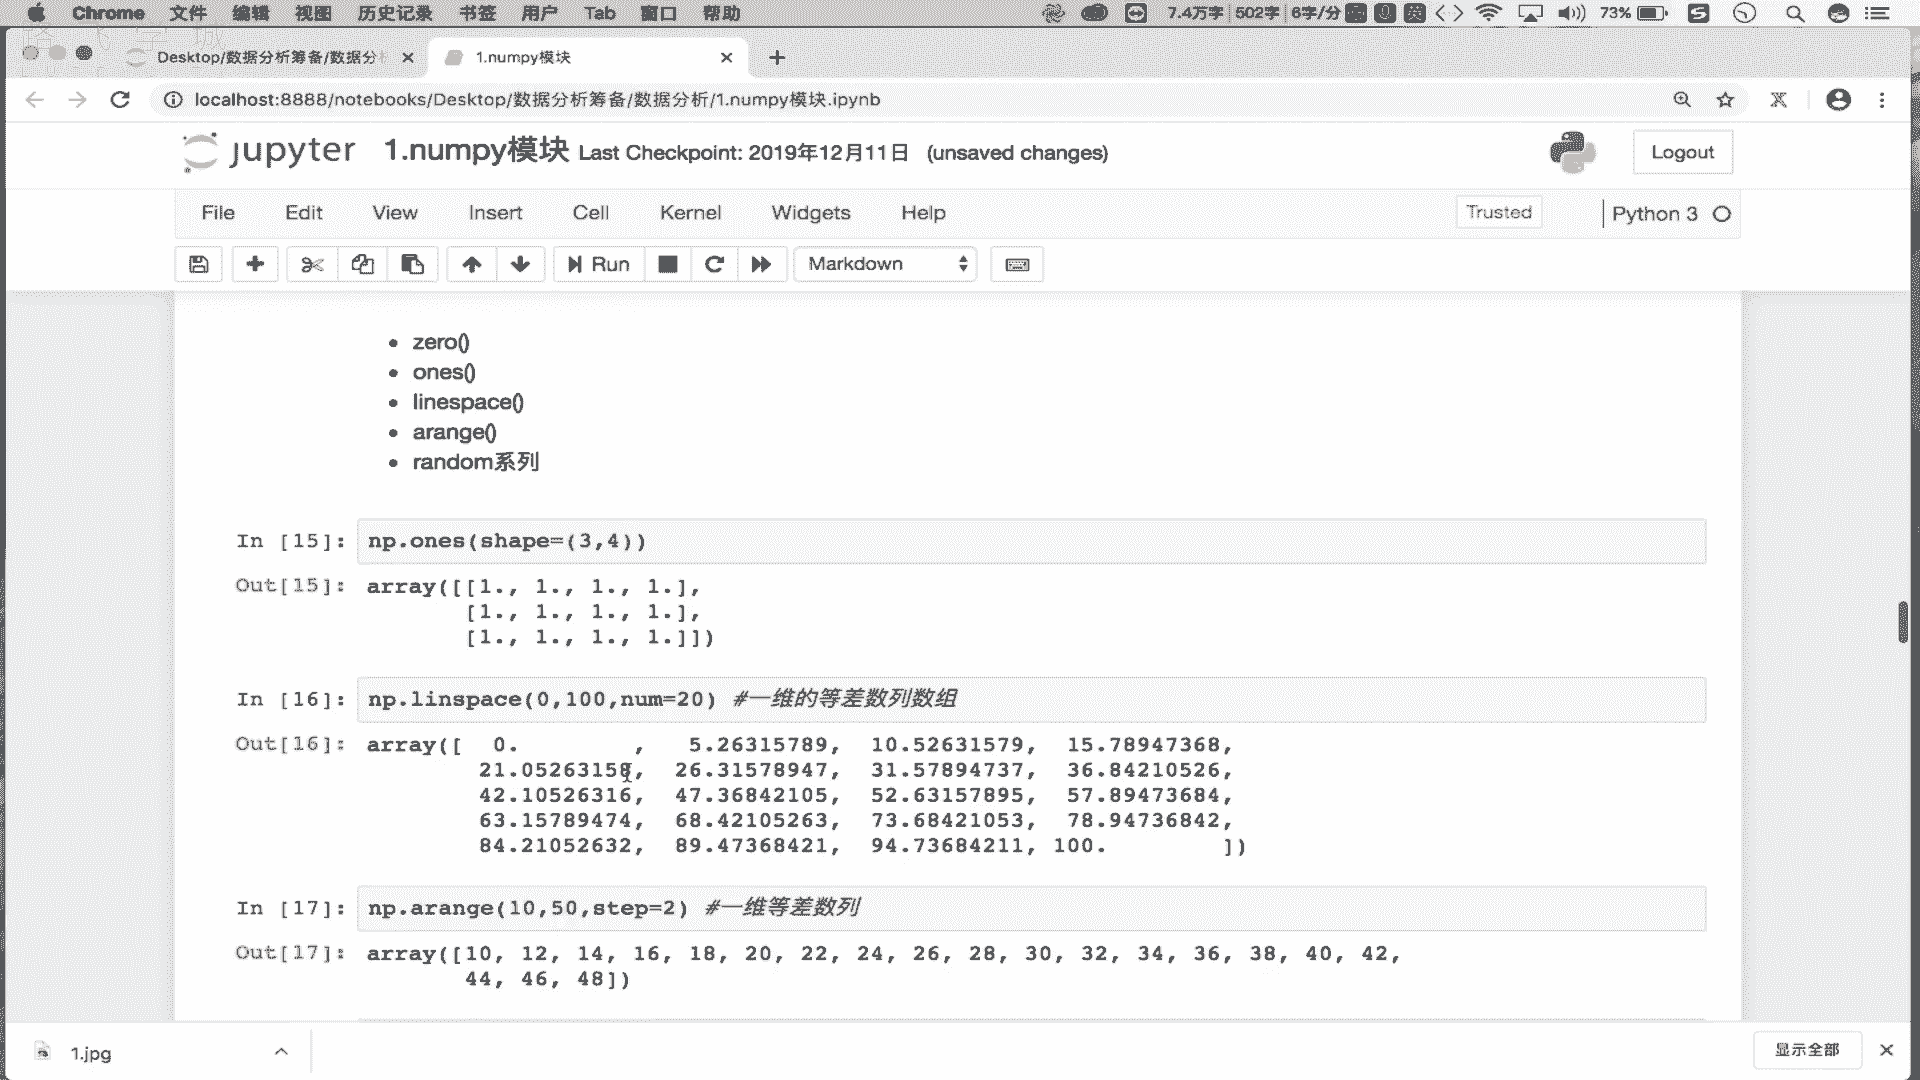 Chrome 文件 编辑 视图 历史记录 书签 用户 Tab 窗口 帮助 7.4万字 502字 6字/分 英 73%
Desktop/数据分析筹备/数据分 1.numpy模块
localhost:8888/notebooks/Desktop/数据分析筹备/数据分析/1.numpy模块.ipynb
jupyter 1.numpy模块 Last Checkpoint: 2019年12月11日 (unsaved changes) Logout
File Edit View Insert Cell Kernel Widgets Help Trusted Python 3
Run Markdown
• zero()
• ones()
• linespace()
• arange()
• random系列
In [15]: np.ones(shape=(3,4))
Out[15]: array([[1., 1., 1., 1.],
[1., 1., 1., 1.],
[1., 1., 1., 1.]])
In [16]: np.linspace(0,100,num=20) #一维的等差数列数组
Out[16]: array([ 0. , 5.26315789, 10.52631579, 15.78947368,
21.05263158, 26.31578947, 31.57894737, 36.84210526,
42.10526316, 47.36842105, 52.63157895, 57.89473684,
63.15789474, 68.42105263, 73.68421053, 78.94736842,
84.21052632, 89.47368421, 94.73684211, 100. ])
In [17]: np.arange(10,50,step=2) #一维等差数列
Out[17]: array([10, 12, 14, 16, 18, 20, 22, 24, 26, 28, 30, 32, 34, 36, 38, 40, 42,
44, 46, 48])
1.jpg 显示全部